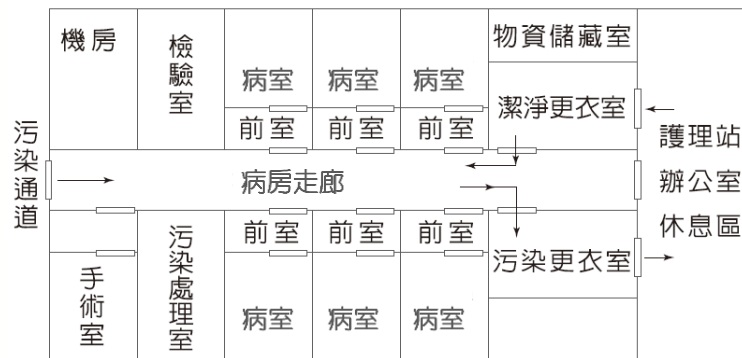 機房
檢驗室
病室
病室
病室
物資儲藏室
前室
前室
前室
潔淨更衣室
污染通道
病房走廊
護理站
辦公室
休息區
手術室
污染處理室
前室
前室
前室
污染更衣室
病室
病室
病室